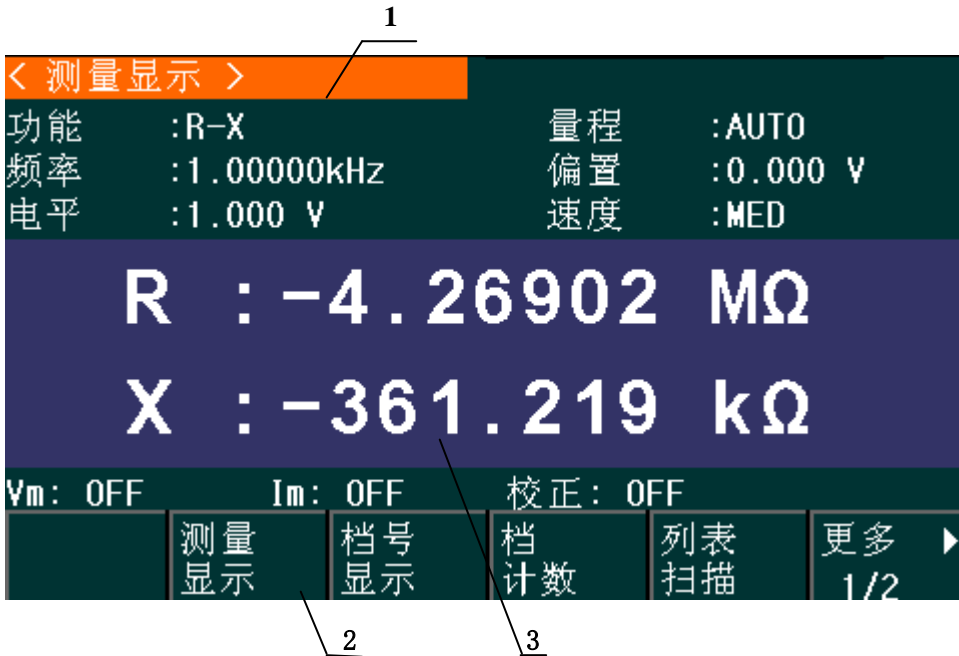 1
< 测量显示 >
功能 :R-X 量程 :AUTO
频率 :1.00000kHz 偏置 :0.000 V
电平 :1.000 V 速度 :MED
R :-4.26902 MΩ
X :-361.219 kΩ
Vm: OFF Im: OFF 校正: OFF
测量 档号 档 列表 更多
显示 显示 计数 扫描 1/2
2 3